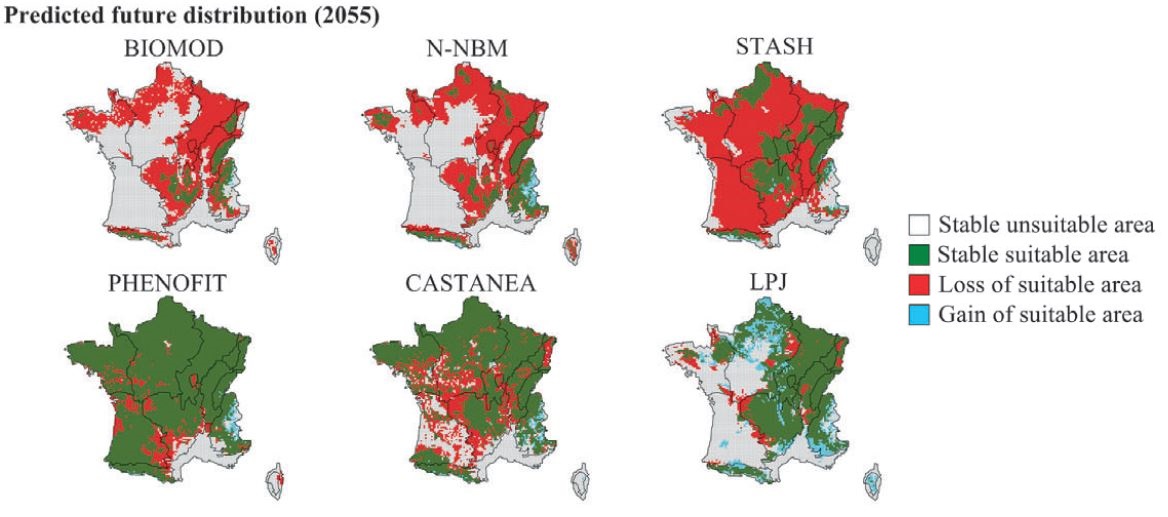 Predicted future distribution (2055)
BIOMOD
N-NBM
STASH
Stable unsuitable area
Stable suitable area
Loss of suitable area
Gain of suitable area
PHENOFIT
CASTANEA
LPJ